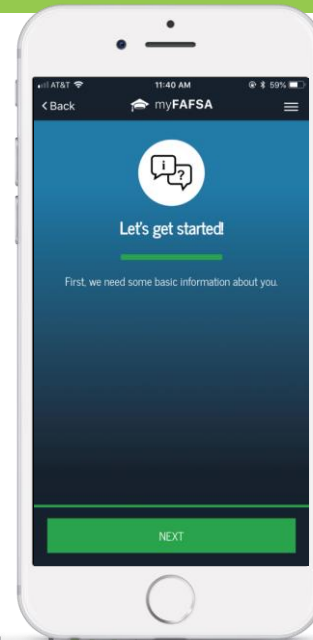 AT&T 11:40 AM 59%
Back myFAFSA
i ?
Let's get started!
First, we need some basic information about you.
NEXT